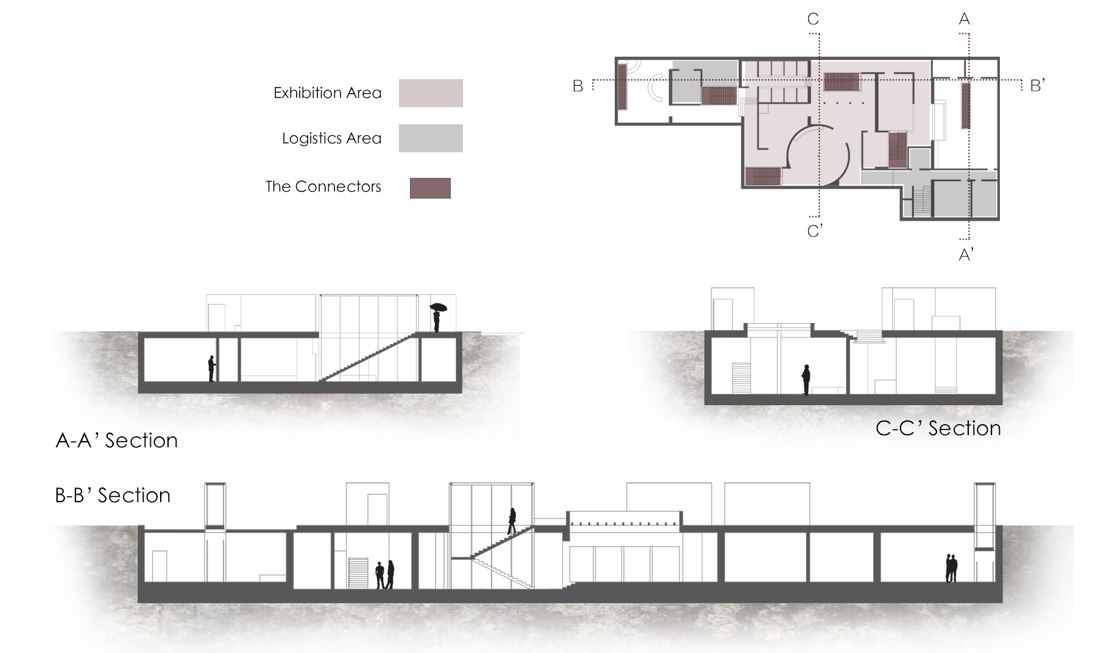 C
A
B
B'
C'
A'
Exhibition Area
Logistics Area
The Connectors
A-A' Section
C-C' Section
B-B' Section